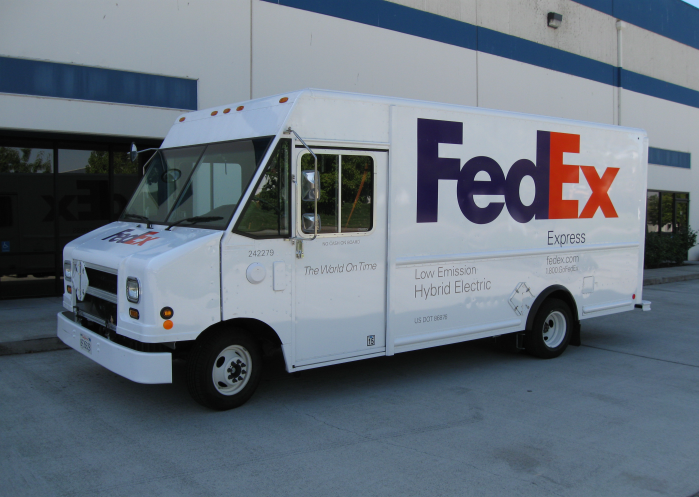 FedEx
Express
fedex.com
1.800.GoFedEx
Low Emission
Hybrid Electric
The World On Time
242279
FedEx